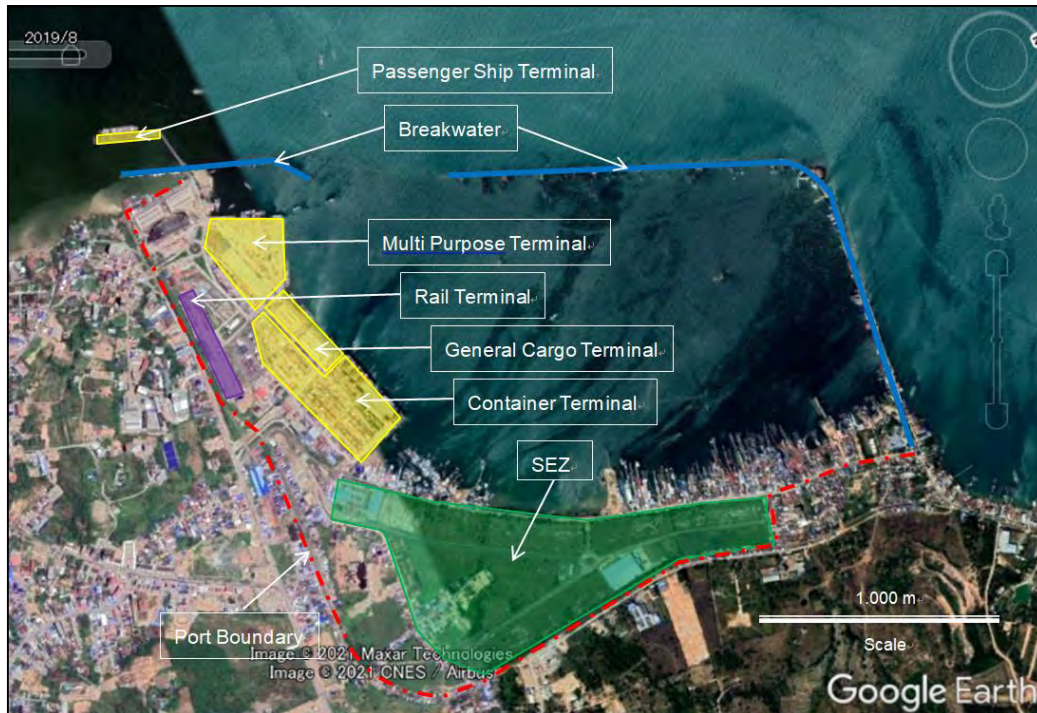 2019/8
Passenger Ship Terminal
Breakwater
Multi Purpose Terminal
Rail Terminal
General Cargo Terminal
Container Terminal
SEZ
1.000 m
Scale
Port Boundary
Image © 2021 Maxar Technologies
Image © 2021 CNES / Airbus
Google Earth